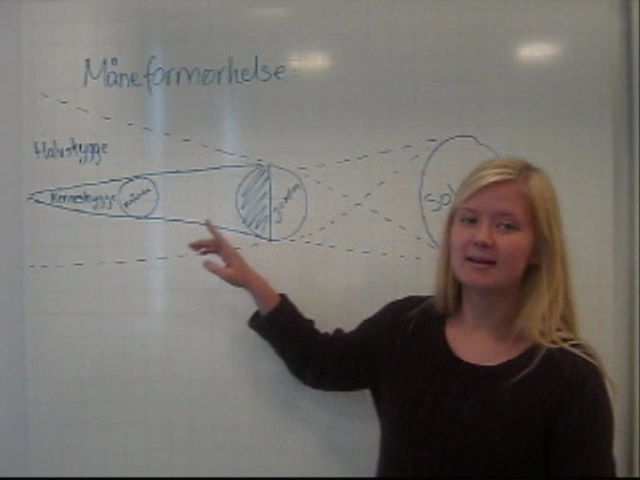 Måneformørkelse:
Halvskygge
Kerneskygge
månen
jorden
Sol